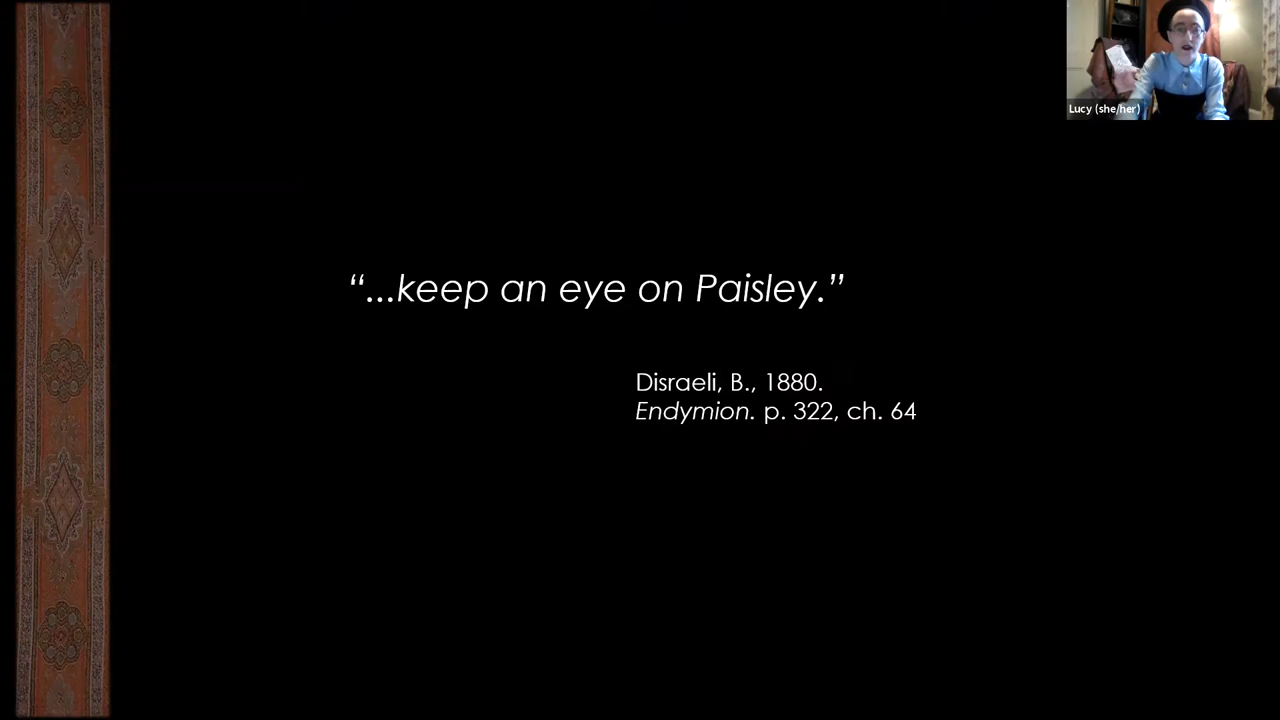 Lucy (she/her)
“...keep an eye on Paisley.”
Disraeli, B., 1880.
Endymion. p. 322, ch. 64